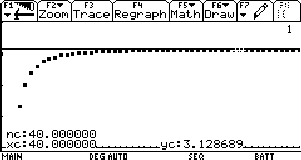 F1 F2 Zoom F3 Trace F4 Regraph F5 Math F6 Draw F7
1
nc:40.000000
xc:40.000000 yc:3.128689
MAIN DEG AUTO SEQ BATT